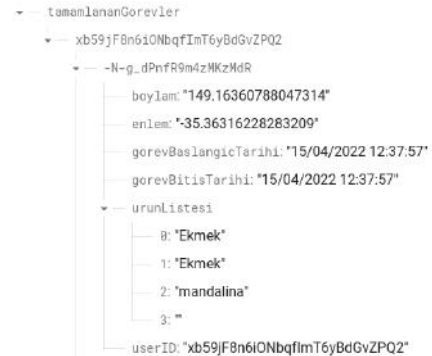 tamamlananGorevler
xb59jF8n6iONbqfImT6yBdGvZPQ2
-N-g_dPnfR9m4zMKzMdR
boylam: "149.16360788047314"
enlem: "-35.36316228283209"
gorevBaslangicTarihi: "15/04/2022 12:37:57"
gorevBitisTarihi: "15/04/2022 12:37:57"
urunListesi
0: "Ekmek"
1: "Ekmek"
2: "mandalina"
3: ""
userID: "xb59jF8n6iONbqfImT6yBdGvZPQ2"